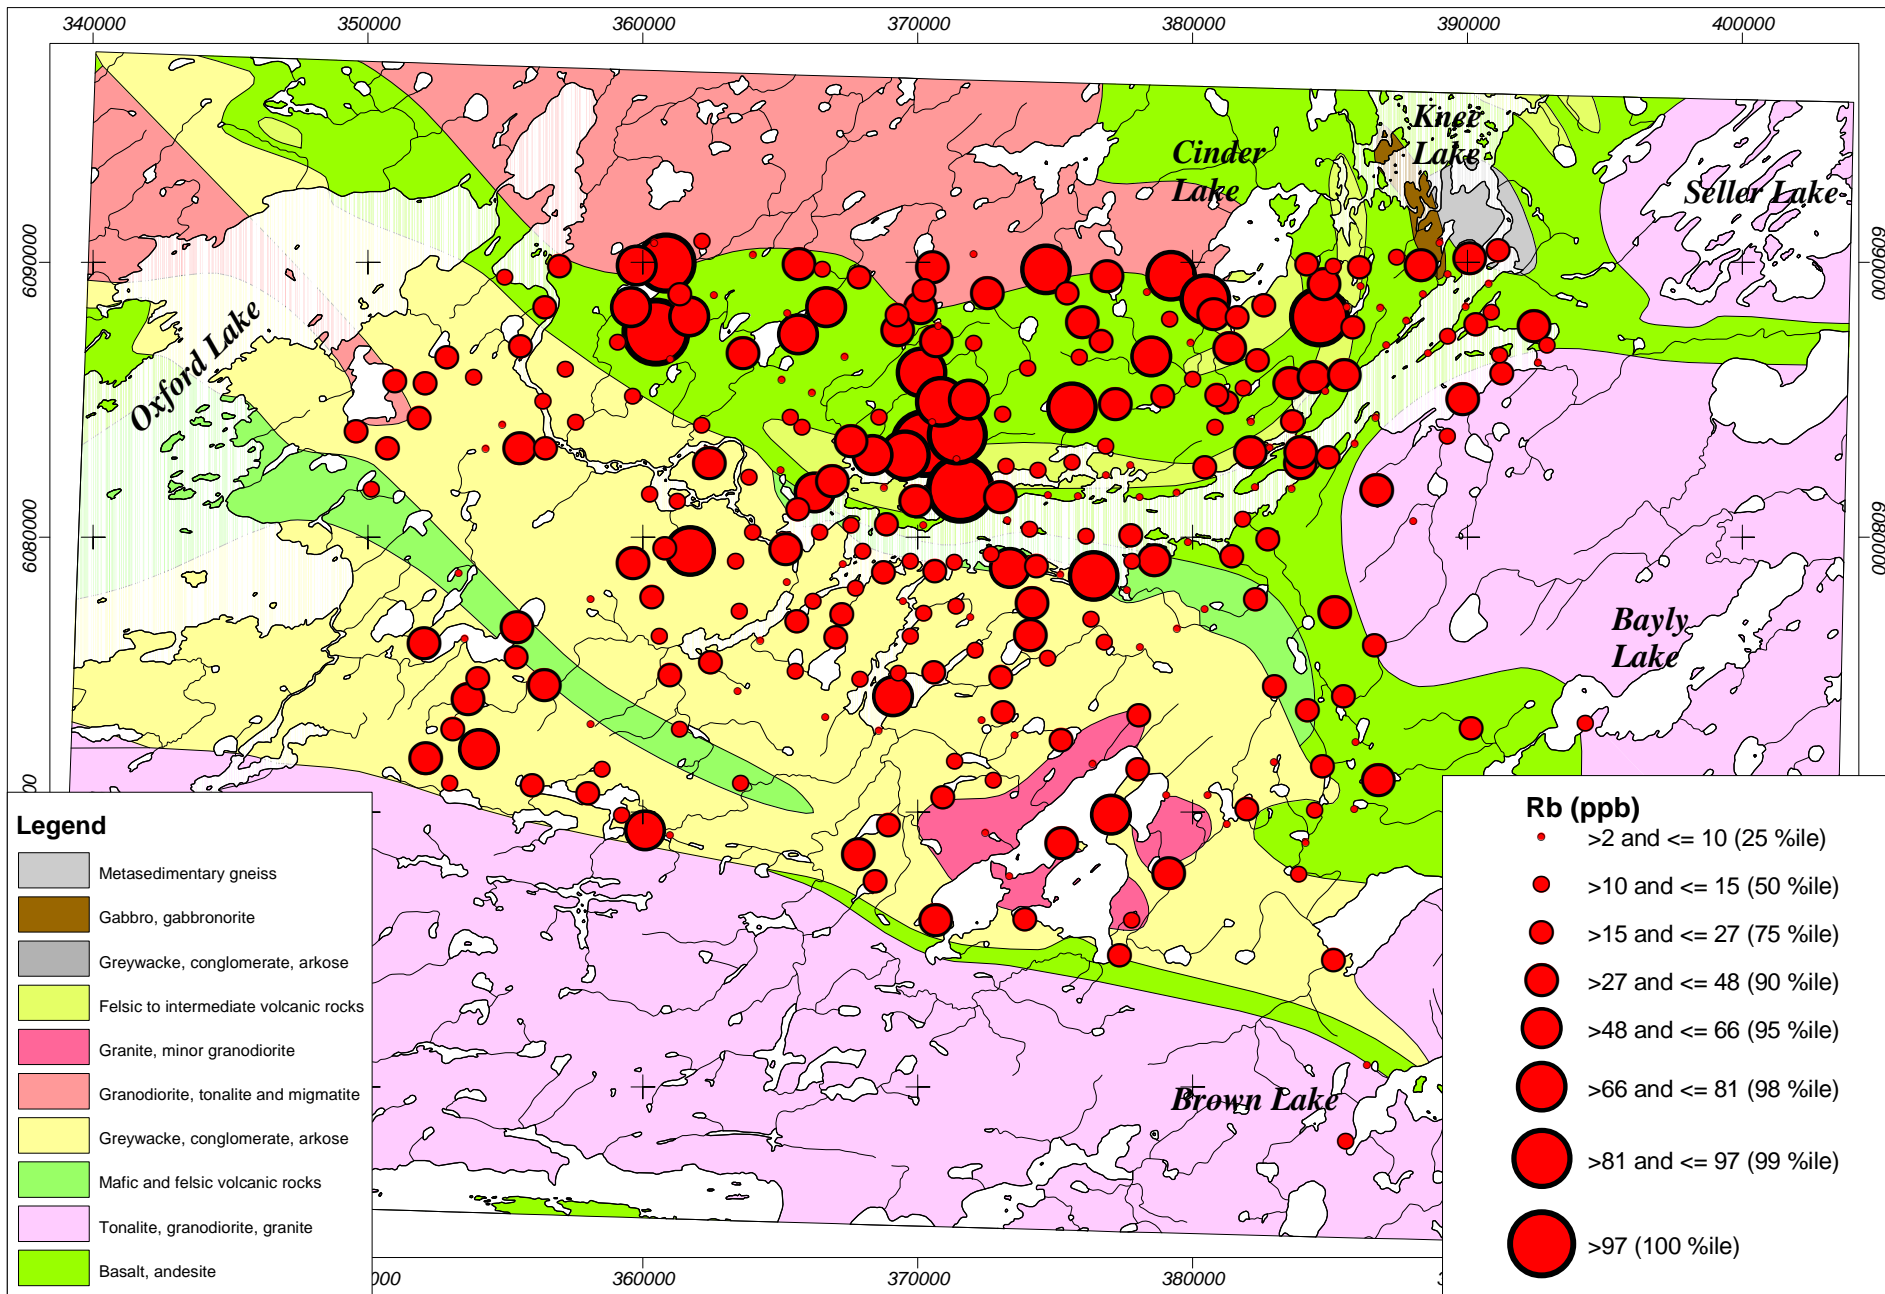 340000 350000 360000 370000 380000 390000 400000
Knee
Lake
Cinder
Lake
Seller Lake
6090000
6090000
Oxford Lake
6080000
6080000
Bayly
Lake
Brown Lake
Legend
Metasedimentary gneiss
Gabbro, gabbronorite
Greywacke, conglomerate, arkose
Felsic to intermediate volcanic rocks
Granite, minor granodiorite
Granodiorite, tonalite and migmatite
Greywacke, conglomerate, arkose
Mafic and felsic volcanic rocks
Tonalite, granodiorite, granite
Basalt, andesite
Rb (ppb)
>2 and <= 10 (25 %ile)
>10 and <= 15 (50 %ile)
>15 and <= 27 (75 %ile)
>27 and <= 48 (90 %ile)
>48 and <= 66 (95 %ile)
>66 and <= 81 (98 %ile)
>81 and <= 97 (99 %ile)
>97 (100 %ile)
360000 370000 380000